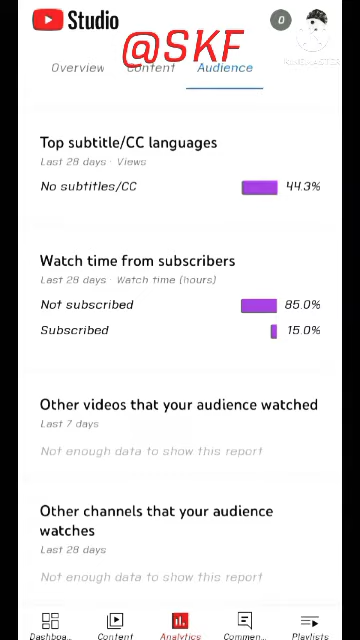 Studio
0
@SKF
Overview Content Audience
Top subtitle/CC languages
Last 28 days · Views
No subtitles/CC 44.3%
Watch time from subscribers
Last 28 days · Watch time (hours)
Not subscribed 85.0%
Subscribed 15.0%
Other videos that your audience watched
Last 7 days
Not enough data to show this report
Other channels that your audience
watches
Last 28 days
Not enough data to show this report
Dashboa... Content Analytics Commen... Playlists